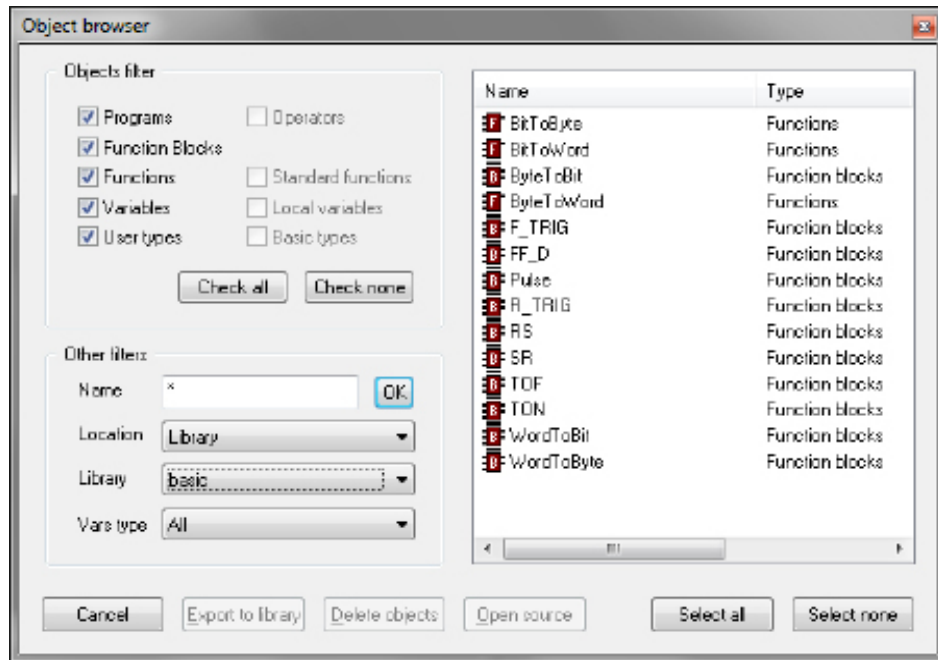 Object browser
Objects filter
Programs Operators
Function Blocks
Functions Standard functions
Variables Local variables
User types Basic types
Check all Check none
Other filters
Name * OK
Location Library
Library basic
Vars type All
Name Type
BitToByte Functions
BitToWord Functions
ByteToBit Function blocks
ByteToWord Functions
F_TRIG Function blocks
FF_D Function blocks
Pulse Function blocks
R_TRIG Function blocks
RS Function blocks
SR Function blocks
TOF Function blocks
TON Function blocks
WordToBit Function blocks
WordToByte Function blocks
Cancel Export to library Delete objects Open source Select all Select none